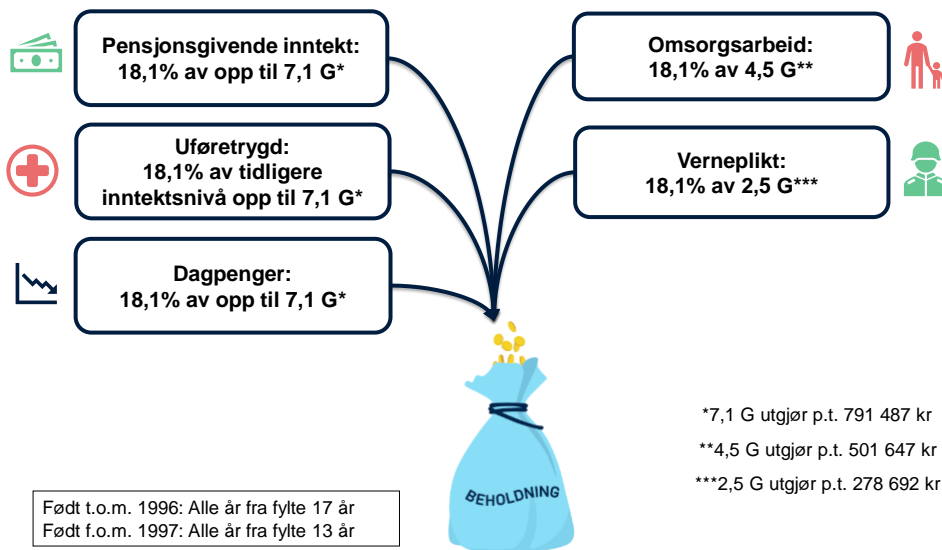 Pensjonsgivende inntekt:
18,1% av opp til 7,1 G*
Omsorgsarbeid:
18,1% av 4,5 G**
Uføretrygd:
18,1% av tidligere
inntektsnivå opp til 7,1 G*
Verneplikt:
18,1% av 2,5 G***
Dagpenger:
18,1% av opp til 7,1 G*
BEHOLDNING
*7,1 G utgjør p.t. 791 487 kr
**4,5 G utgjør p.t. 501 647 kr
***2,5 G utgjør p.t. 278 692 kr
Født t.o.m. 1996: Alle år fra fylte 17 år
Født f.o.m. 1997: Alle år fra fylte 13 år